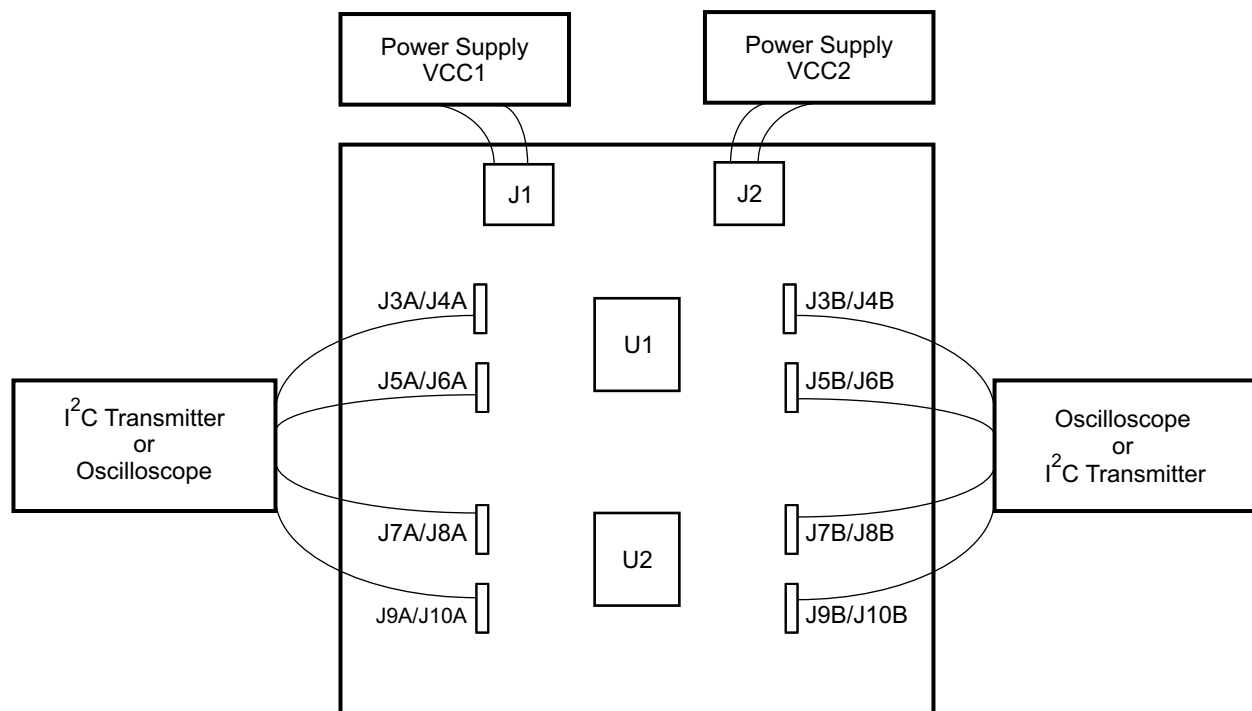 Power Supply
VCC1
Power Supply
VCC2
J1
J2
J3A/J4A
J3B/J4B
U1
J5A/J6A
J5B/J6B
I²C Transmitter
or
Oscilloscope
Oscilloscope
or
I²C Transmitter
J7A/J8A
J7B/J8B
U2
J9A/J10A
J9B/J10B